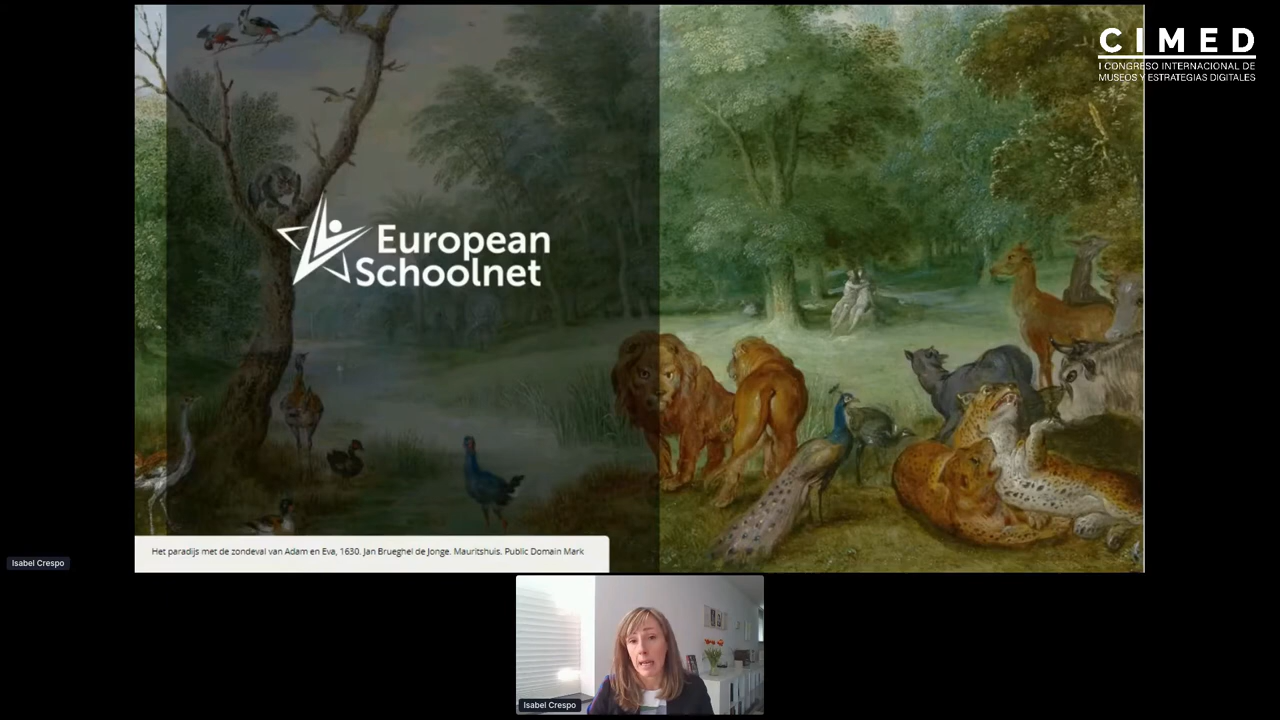 CIMED
I CONGRESO INTERNACIONAL DE
MUSEOS Y ESTRATEGIAS DIGITALES
European
Schoolnet
Het paradijs met de zondeval van Adam en Eva, 1630. Jan Brueghel de Jonge. Mauritshuis. Public Domain Mark
Isabel Crespo
Isabel Crespo